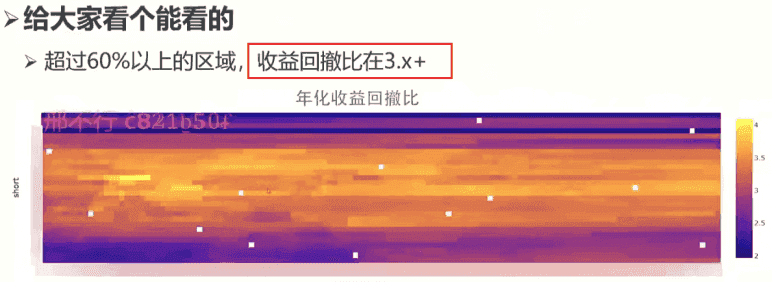 ➢给大家看个能看的
➢ 超过60%以上的区域，收益回撤比在3.x+
年化收益回撤比
邢不行 c821b50f
short
4
3.5
3
2.5
2